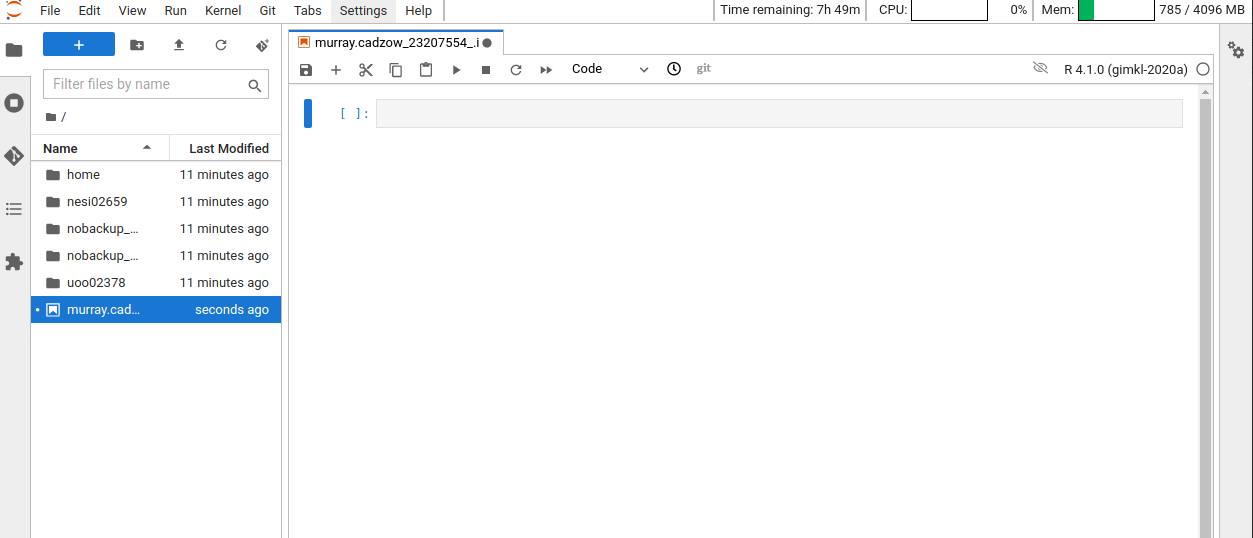 File Edit View Run Kernel Git Tabs Settings Help Time remaining: 7h 49m CPU: 0% Mem: 785 / 4096 MB
+
Filter files by name
/
Name Last Modified
home 11 minutes ago
nesi02659 11 minutes ago
nobackup_... 11 minutes ago
nobackup_... 11 minutes ago
uoo02378 11 minutes ago
murray.cad... seconds ago
murray.cadzow_23207554_.i
Code git R 4.1.0 (gimkl-2020a)
[ ]: